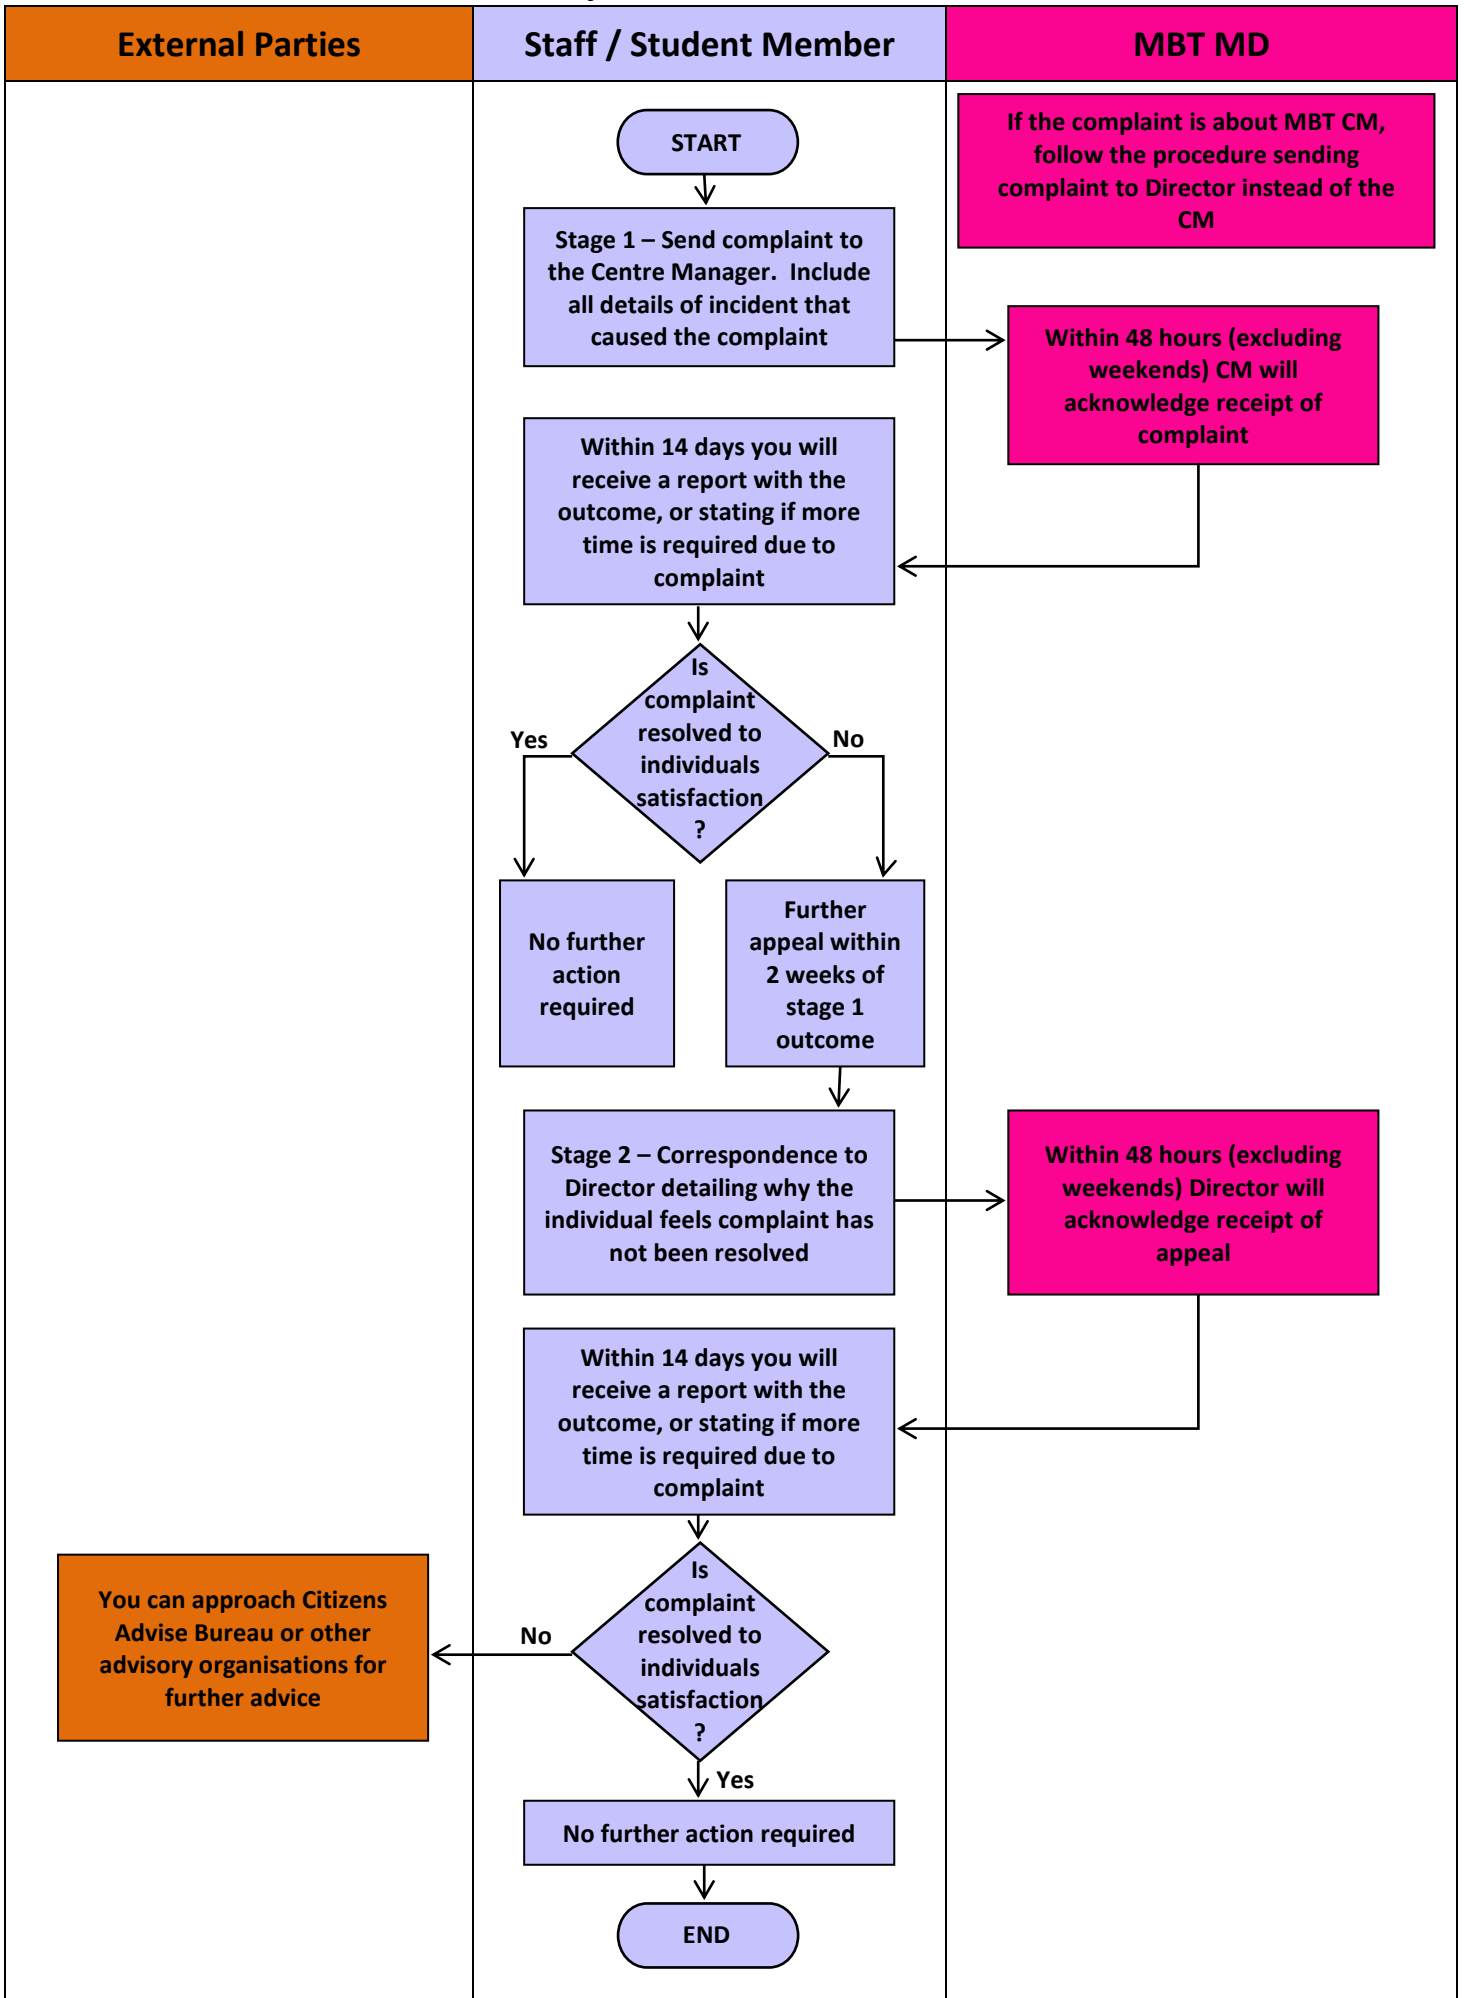 External Parties
Staff / Student Member
MBT MD
START
If the complaint is about MBT CM,
follow the procedure sending
complaint to Director instead of the
CM
Stage 1 – Send complaint to
the Centre Manager.  Include
all details of incident that
caused the complaint
Within 48 hours (excluding
weekends) CM will
acknowledge receipt of
complaint
Within 14 days you will
receive a report with the
outcome, or stating if more
time is required due to
complaint
Is
complaint
resolved to
individuals
satisfaction
?
Yes
No
No further
action
required
Further
appeal within
2 weeks of
stage 1
outcome
Stage 2 – Correspondence to
Director detailing why the
individual feels complaint has
not been resolved
Within 48 hours (excluding
weekends) Director will
acknowledge receipt of
appeal
Within 14 days you will
receive a report with the
outcome, or stating if more
time is required due to
complaint
Is
complaint
resolved to
individuals
satisfaction
?
No
You can approach Citizens
Advise Bureau or other
advisory organisations for
further advice
Yes
No further action required
END